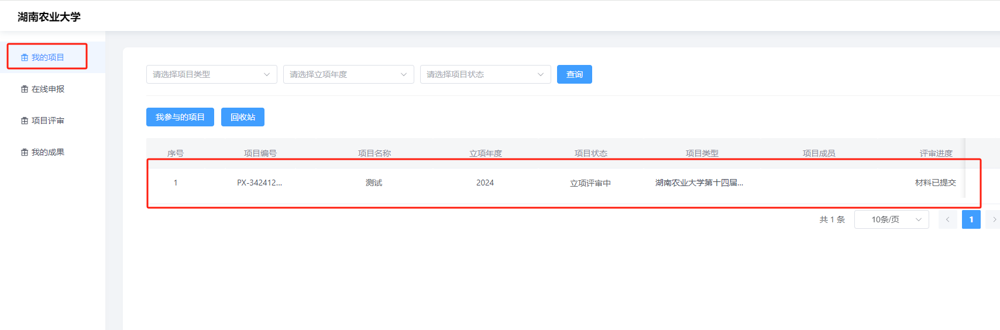 湖南农业大学
我的项目
在线申报
项目评审
我的成果
请选择项目类型 请选择立项年度 请选择项目状态 查询
我参与的项目 回收站
序号 项目编号 项目名称 立项年度 项目状态 项目类型 项目成员 评审进度
1 PX-342412... 测试 2024 立项评审中 湖南农业大学第十四届... 材料已提交
共 1 条 10条/页 1